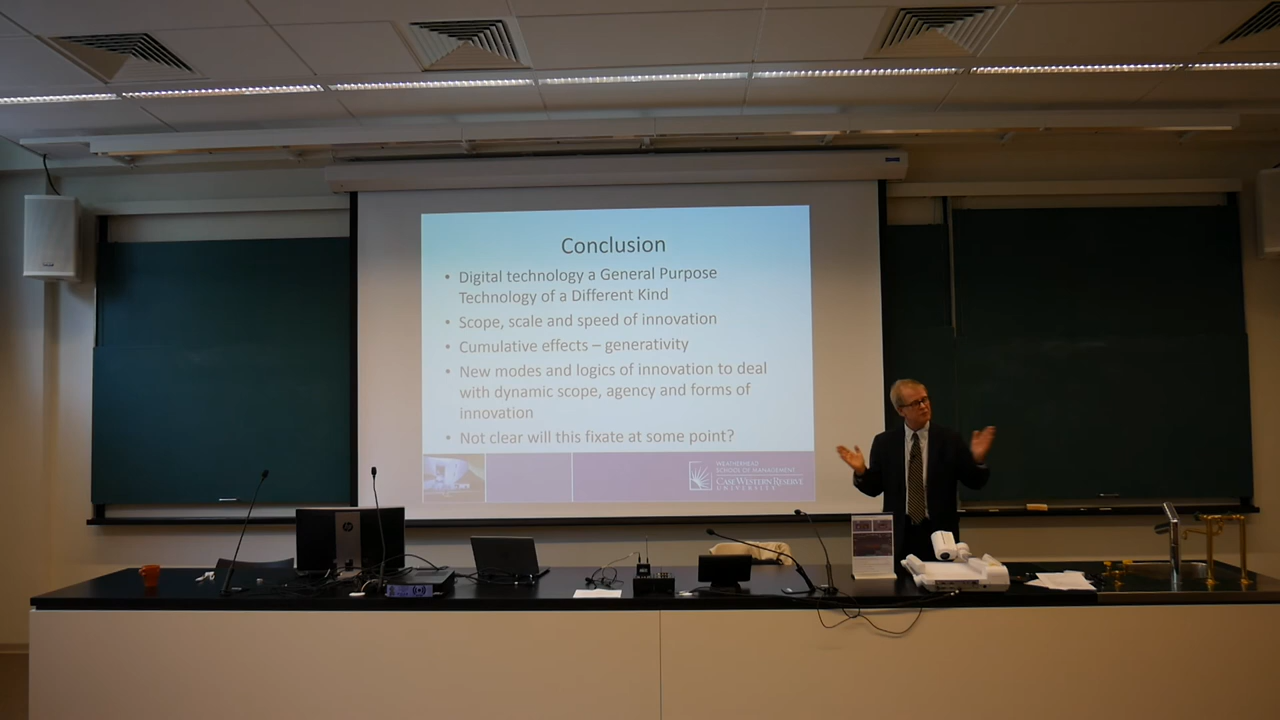 Conclusion
• Digital technology a General Purpose
Technology of a Different Kind
• Scope, scale and speed of innovation
• Cumulative effects – generativity
• New modes and logics of innovation to deal
with dynamic scope, agency and forms of
innovation
• Not clear will this fixate at some point?
WEATHERHEAD
SCHOOL OF MANAGEMENT
CASE WESTERN RESERVE
UNIVERSITY
hp